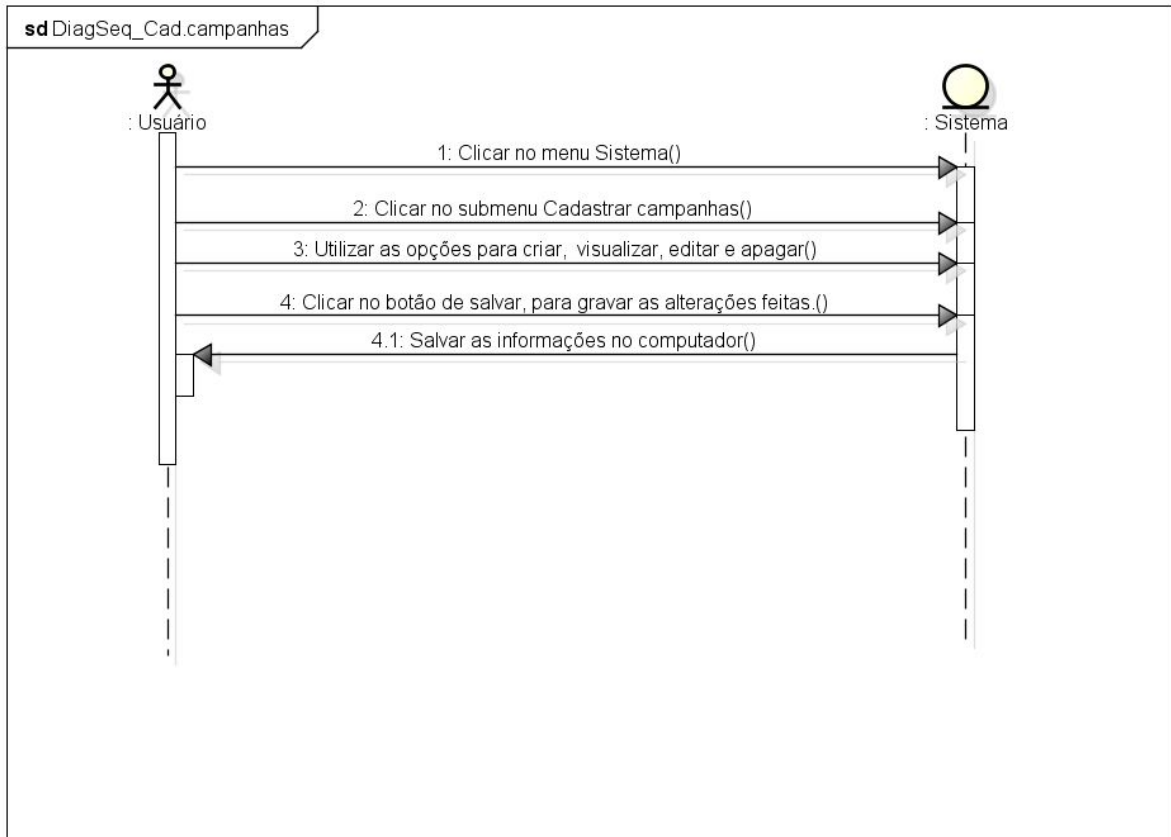 sd DiagSeq_Cad.campanhas
: Usuário
: Sistema
1: Clicar no menu Sistema()
2: Clicar no submenu Cadastrar campanhas()
3: Utilizar as opções para criar,  visualizar, editar e apagar()
4: Clicar no botão de salvar, para gravar as alterações feitas.()
4.1: Salvar as informações no computador()